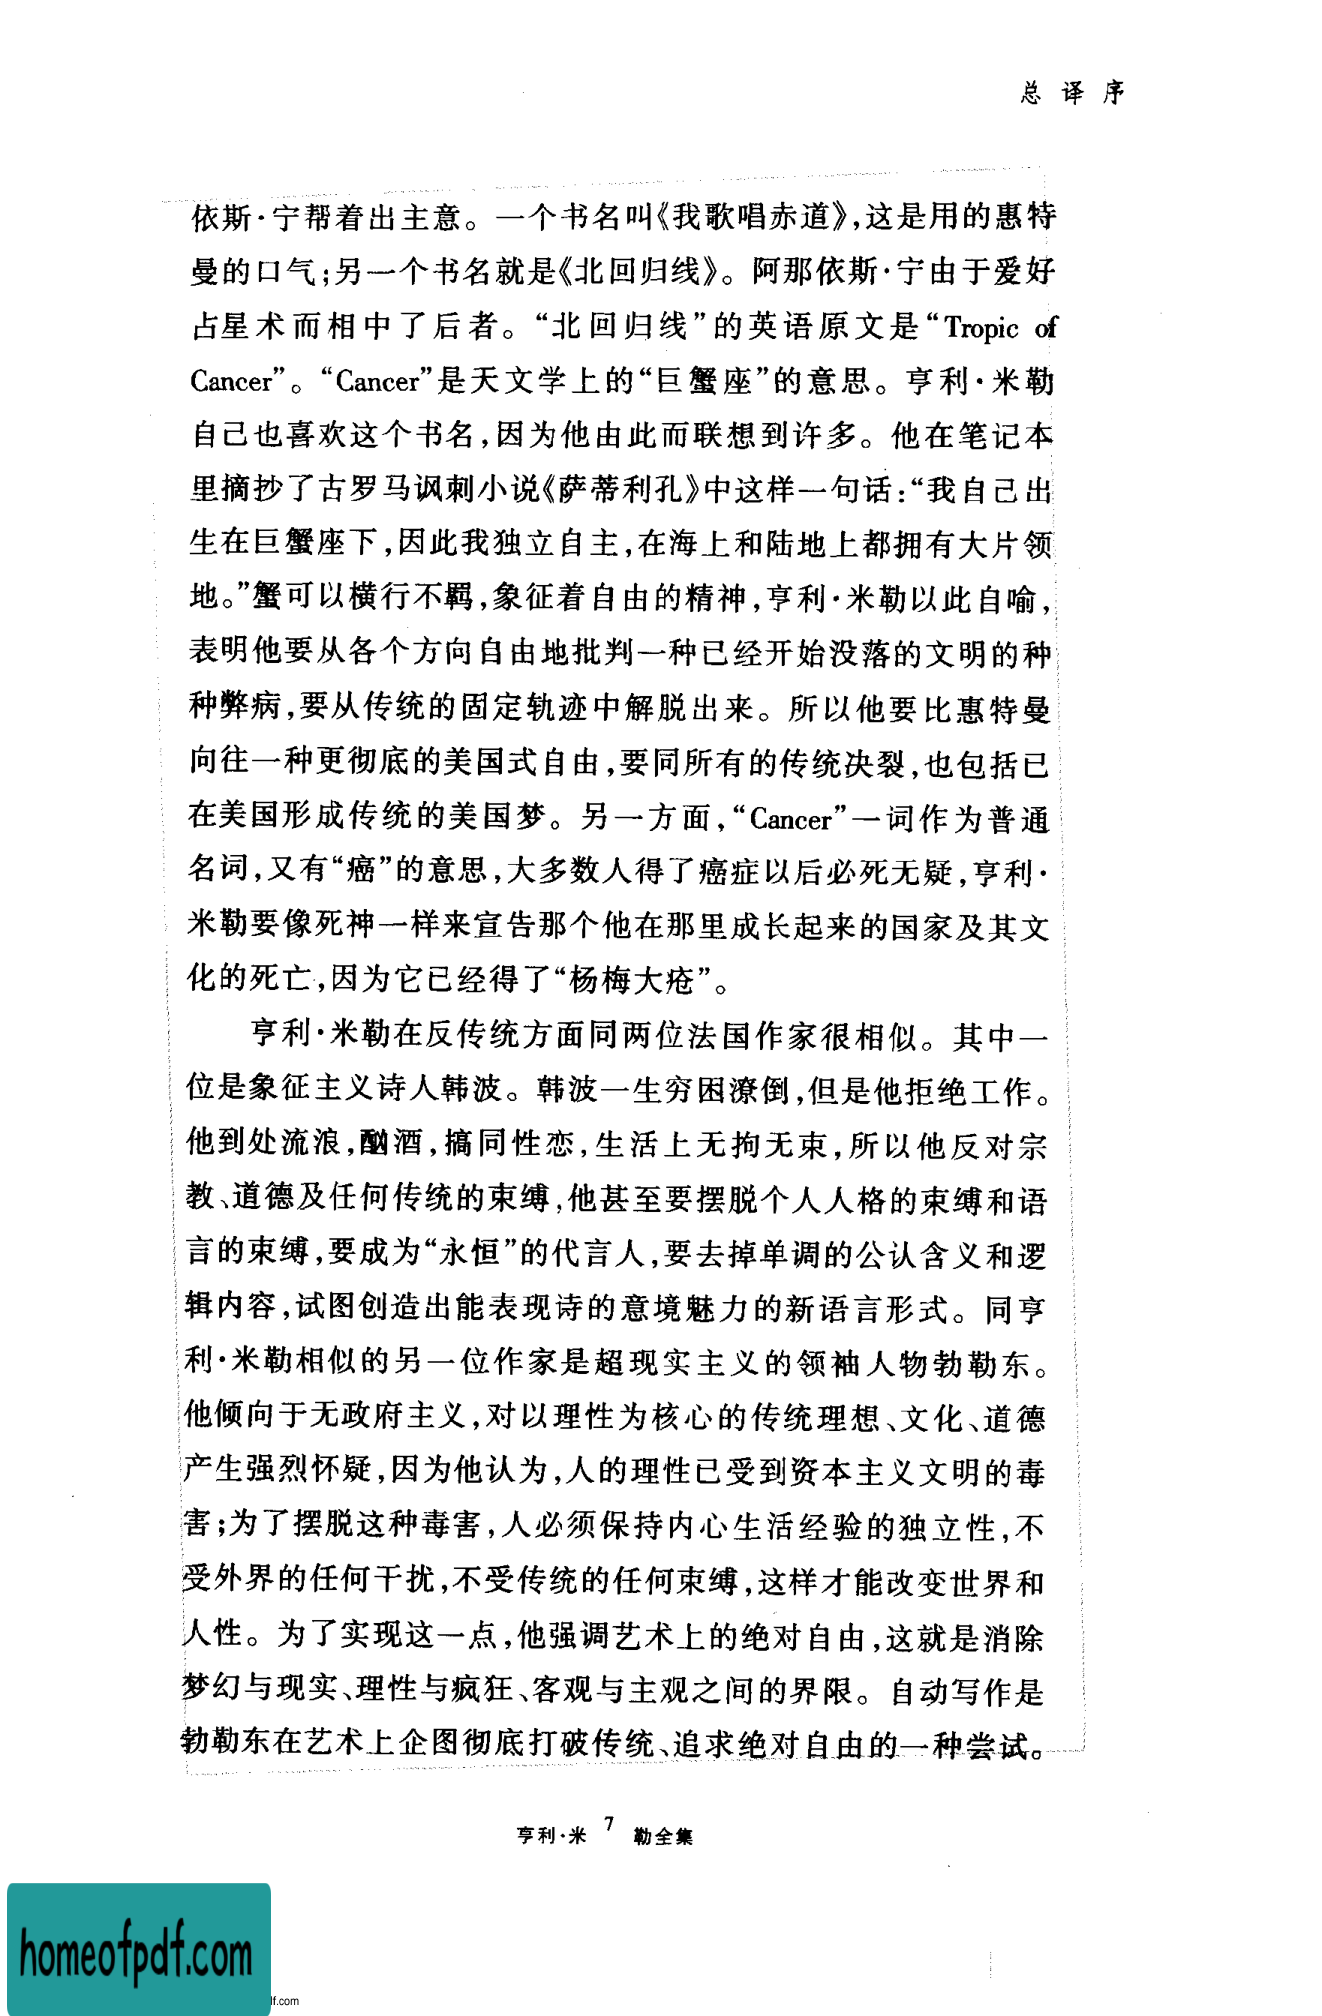 总译序
依斯·宁帮着出主意。一个书名叫《我歌唱赤道》,这是用的惠特
曼的口气;另一个书名就是《北回归线》。阿那依斯·宁由于爱好
占星术而相中了后者。“北回归线”的英语原文是“Tropic of
Cancer”。“Cancer”是天文学上的“巨蟹座”的意思。亨利·米勒
自己也喜欢这个书名,因为他由此而联想到许多。他在笔记本
里摘抄了古罗马讽刺小说《萨蒂利孔》中这样一句话:“我自己出
生在巨蟹座下,因此我独立自主,在海上和陆地上都拥有大片领
地。”蟹可以横行不羁,象征着自由的精神,亨利·米勒以此自喻,
表明他要从各个方向自由地批判一种已经开始没落的文明的种
种弊病,要从传统的固定轨迹中解脱出来。所以他要比惠特曼
向往一种更彻底的美国式自由,要同所有的传统决裂,也包括已
在美国形成传统的美国梦。另一方面,“Cancer”一词作为普通
名词,又有“癌”的意思,大多数人得了癌症以后必死无疑,亨利·
米勒要像死神一样来宣告那个他在那里成长起来的国家及其文
化的死亡,因为它已经得了“杨梅大疮”。
亨利·米勒在反传统方面同两位法国作家很相似。其中一
位是象征主义诗人韩波。韩波一生穷困潦倒,但是他拒绝工作。
他到处流浪,酗酒,搞同性恋,生活上无拘无束,所以他反对宗
教、道德及任何传统的束缚,他甚至要摆脱个人人格的束缚和语
言的束缚,要成为“永恒”的代言人,要去掉单调的公认含义和逻
辑内容,试图创造出能表现诗的意境魅力的新语言形式。同亨
利·米勒相似的另一位作家是超现实主义的领袖人物勃勒东。
他倾向于无政府主义,对以理性为核心的传统理想、文化、道德
产生强烈怀疑,因为他认为,人的理性已受到资本主义文明的毒
害;为了摆脱这种毒害,人必须保持内心生活经验的独立性,不
受外界的任何干扰,不受传统的任何束缚,这样才能改变世界和
人性。为了实现这一点,他强调艺术上的绝对自由,这就是消除
梦幻与现实、理性与疯狂、客观与主观之间的界限。自动写作是
勃勒东在艺术上企图彻底打破传统、追求绝对自由的一种尝试。
亨利·米 7 勒全集
homeofpdf.com
lf.com